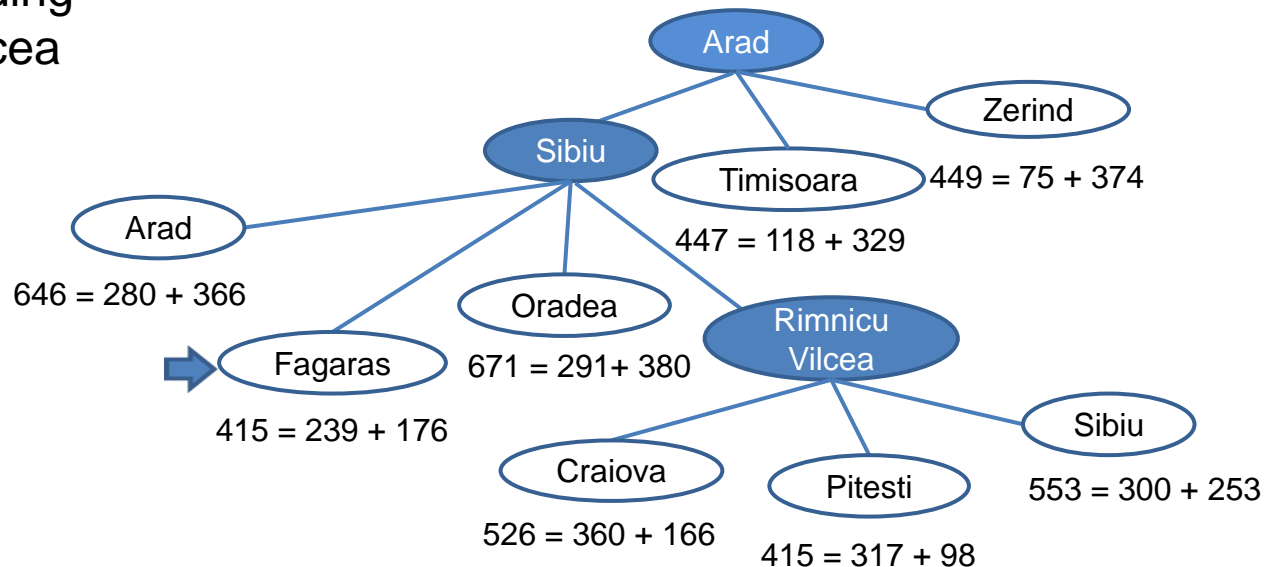 Arad
Zerind
449 = 75 + 374
Sibiu
Timisoara
447 = 118 + 329
Arad
646 = 280 + 366
Fagaras
415 = 239 + 176
Oradea
671 = 291+ 380
Rimnicu
Vilcea
Craiova
526 = 360 + 166
Pitesti
415 = 317 + 98
Sibiu
553 = 300 + 253